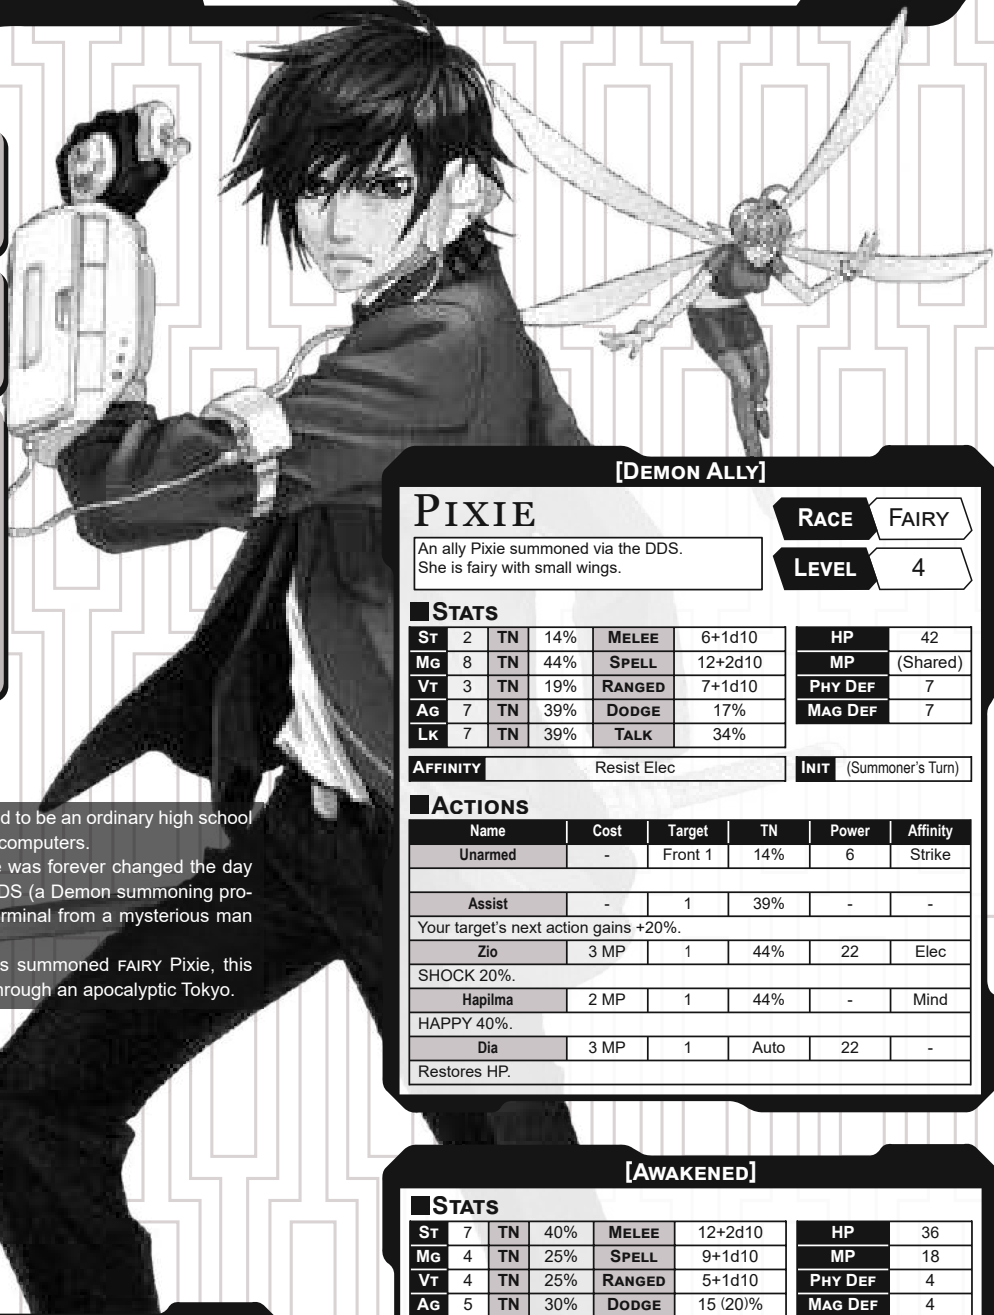 [DEMON ALLY]
PIXIE
RACE FAIRY
An ally Pixie summoned via the DDS.
She is fairy with small wings.
LEVEL 4
STATS
ST 2 TN 14% MELEE 6+1d10 HP 42
MG 8 TN 44% SPELL 12+2d10 MP (Shared)
VT 3 TN 19% RANGED 7+1d10 PHY DEF 7
AG 7 TN 39% DODGE 17% MAG DEF 7
LK 7 TN 39% TALK 34%
AFFINITY Resist Elec INIT (Summoner's Turn)
ACTIONS
Name Cost Target TN Power Affinity
Unarmed - Front 1 14% 6 Strike
Assist - 1 39% - -
Your target's next action gains +20%.
Zio 3 MP 1 44% 22 Elec
SHOCK 20%.
Hapilma 2 MP 1 44% - Mind
HAPPY 40%.
Dia 3 MP 1 Auto 22 -
Restores HP.
d to be an ordinary high school
computers.
e was forever changed the day
DS (a Demon summoning pro-
erminal from a mysterious man
s summoned FAIRY Pixie, this
hrough an apocalyptic Tokyo.
[AWAKENED]
STATS
ST 7 TN 40% MELEE 12+2d10 HP 36
MG 4 TN 25% SPELL 9+1d10 MP 18
VT 4 TN 25% RANGED 5+1d10 PHY DEF 4
AG 5 TN 30% DODGE 15 (20)% MAG DEF 4